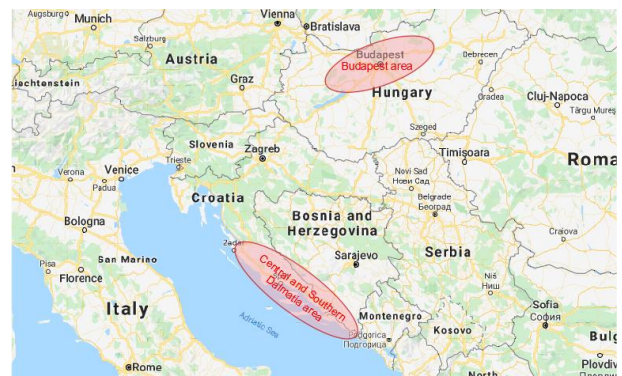 Augsburg
Munich
Vienna
Bratislava
Salzburg
Budapest
Budapest area
Debrecen
Austria
iechtenstein
Graz
Hungary
Oradea
Cluj-Napoca
Târgu Mureș
Szeged
Slovenia
Zagreb
Timișoara
Roma
Verona
Venice
Trieste
Padua
Novi Sad
Нови Сад
Croatia
Belgrade
Београд
Bologna
Bosnia and
Herzegovina
Craiova
Zadar
San Marino
Sarajevo
Serbia
Pisa
Florence
Central and Southern
Dalmatia area
Niš
Ниш
Italy
Adriatic Sea
Montenegro
Sofia
София
Kosovo
Podgorica
Подгорица
Bulg
Rome
North
Plovdiv